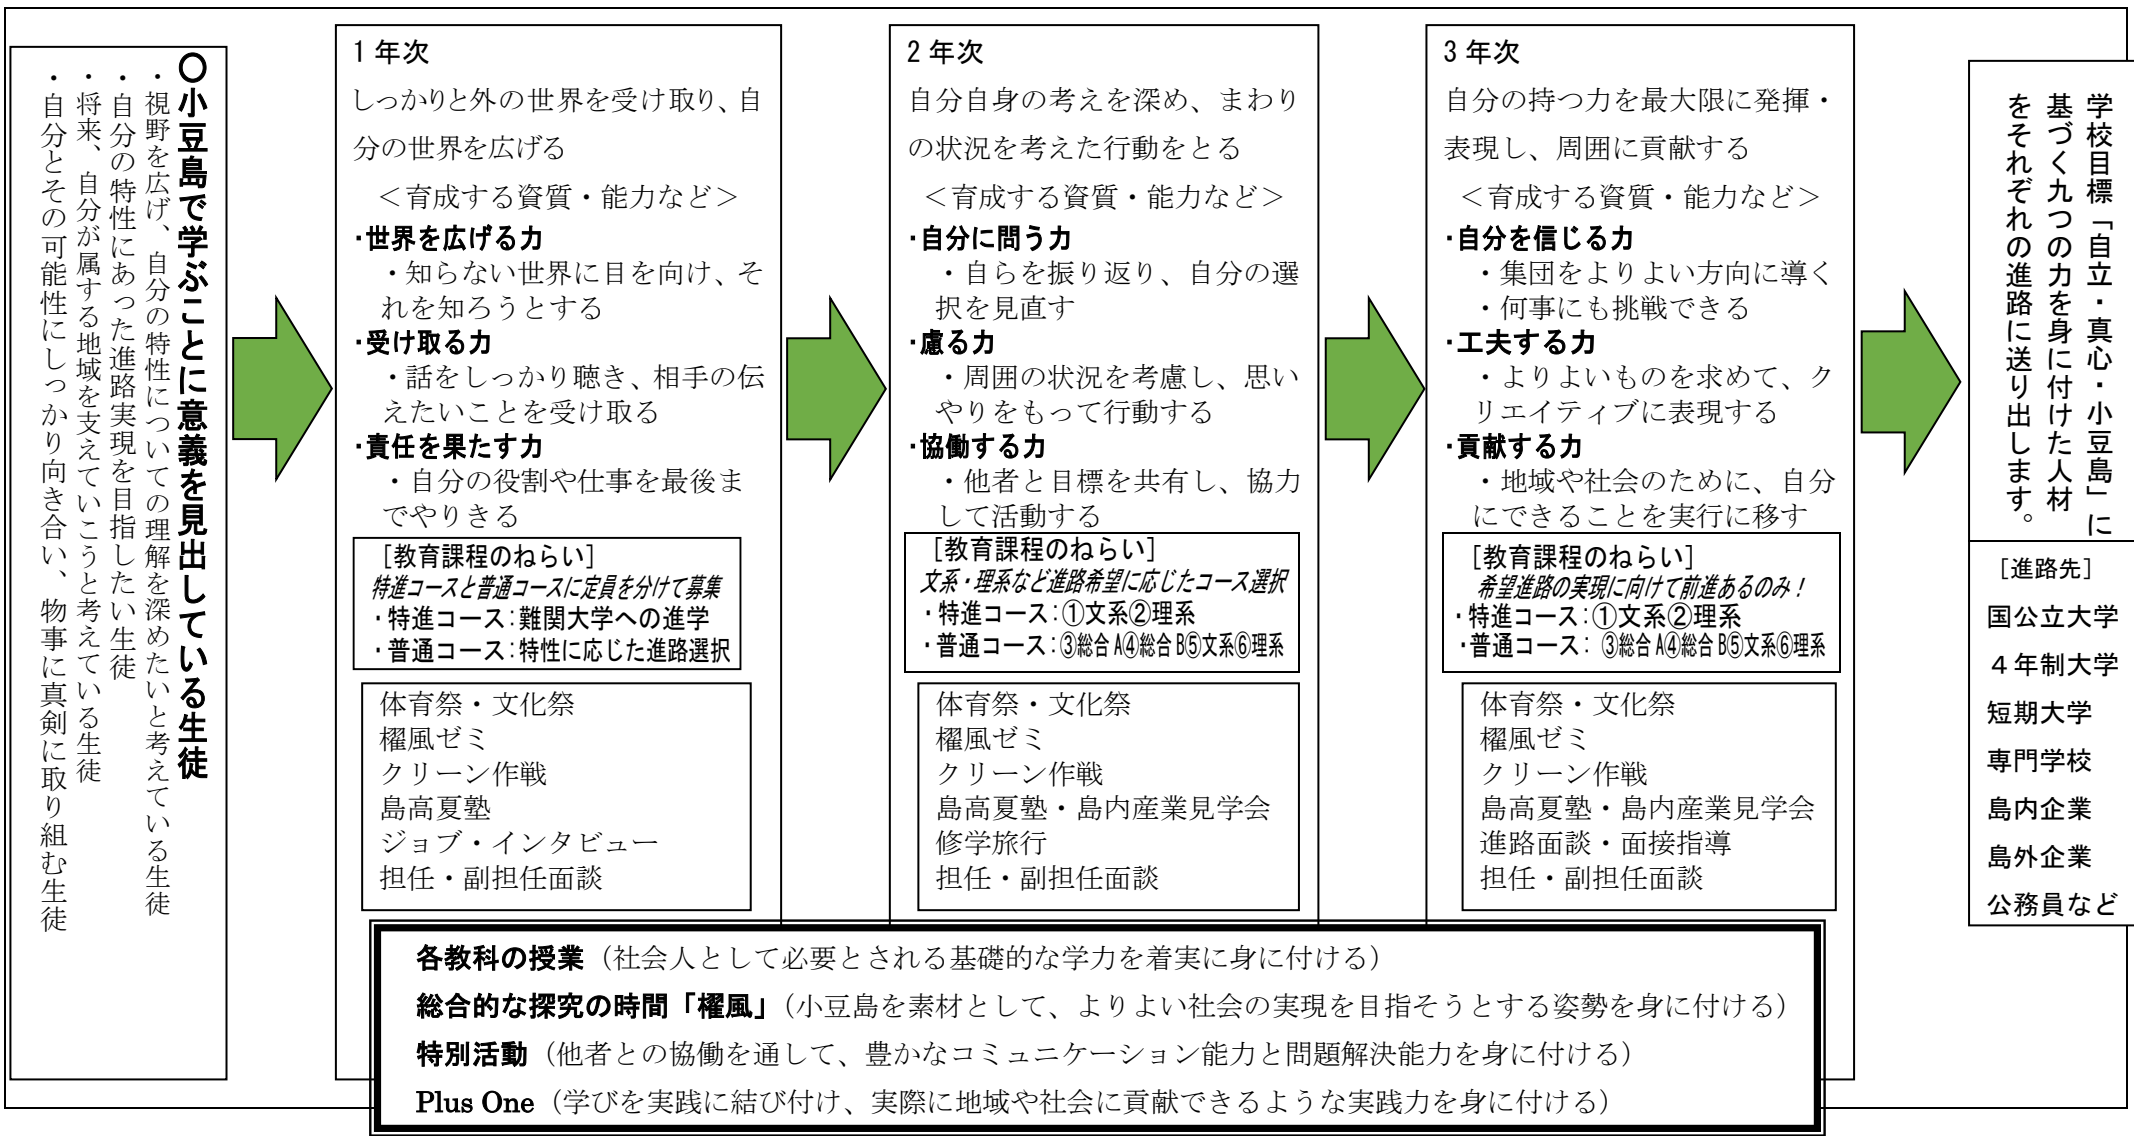 〇小豆島で学ぶことに意義を見出している生徒
・視野を広げ、自分の特性についての理解を深めたいと考えている生徒
・自分の特性にあった進路実現を目指したい生徒
・将来、自分が属する地域を支えていこうと考えている生徒
・自分とその可能性にしっかり向き合い、物事に真剣に取り組む生徒
1年次
しっかりと外の世界を受け取り、自
分の世界を広げる
＜育成する資質・能力など＞
・世界を広げる力
・知らない世界に目を向け、そ
れを知ろうとする
・受け取る力
・話をしっかり聴き、相手の伝
えたいことを受け取る
・責任を果たす力
・自分の役割や仕事を最後ま
でやりきる
［教育課程のねらい］
特進コースと普通コースに定員を分けて募集
・特進コース：難関大学への進学
・普通コース：特性に応じた進路選択
体育祭・文化祭
櫂風ゼミ
クリーン作戦
島高夏塾
ジョブ・インタビュー
担任・副担任面談
2年次
自分自身の考えを深め、まわり
の状況を考えた行動をとる
＜育成する資質・能力など＞
・自分に問う力
・自らを振り返り、自分の選
択を見直す
・慮る力
・周囲の状況を考慮し、思い
やりをもって行動する
・協働する力
・他者と目標を共有し、協力
して活動する
［教育課程のねらい］
文系・理系など進路希望に応じたコース選択
・特進コース：①文系②理系
・普通コース：③総合A④総合B⑤文系⑥理系
体育祭・文化祭
櫂風ゼミ
クリーン作戦
島高夏塾・島内産業見学会
修学旅行
担任・副担任面談
3年次
自分の持つ力を最大限に発揮・
表現し、周囲に貢献する
＜育成する資質・能力など＞
・自分を信じる力
・集団をよりよい方向に導く
・何事にも挑戦できる
・工夫する力
・よりよいものを求めて、ク
リエイティブに表現する
・貢献する力
・地域や社会のために、自分
にできることを実行に移す
［教育課程のねらい］
希望進路の実現に向けて前進あるのみ！
・特進コース：①文系②理系
・普通コース： ③総合A④総合B⑤文系⑥理系
体育祭・文化祭
櫂風ゼミ
クリーン作戦
島高夏塾・島内産業見学会
進路面談・面接指導
担任・副担任面談
学校目標「自立・真心・小豆島」に
基づく九つの力を身に付けた人材
をそれぞれの進路に送り出します。
［進路先］
国公立大学
４年制大学
短期大学
専門学校
島内企業
島外企業
公務員など
各教科の授業（社会人として必要とされる基礎的な学力を着実に身に付ける）
総合的な探究の時間「櫂風」（小豆島を素材として、よりよい社会の実現を目指そうとする姿勢を身に付ける）
特別活動（他者との協働を通して、豊かなコミュニケーション能力と問題解決能力を身に付ける）
Plus One（学びを実践に結び付け、実際に地域や社会に貢献できるような実践力を身に付ける）